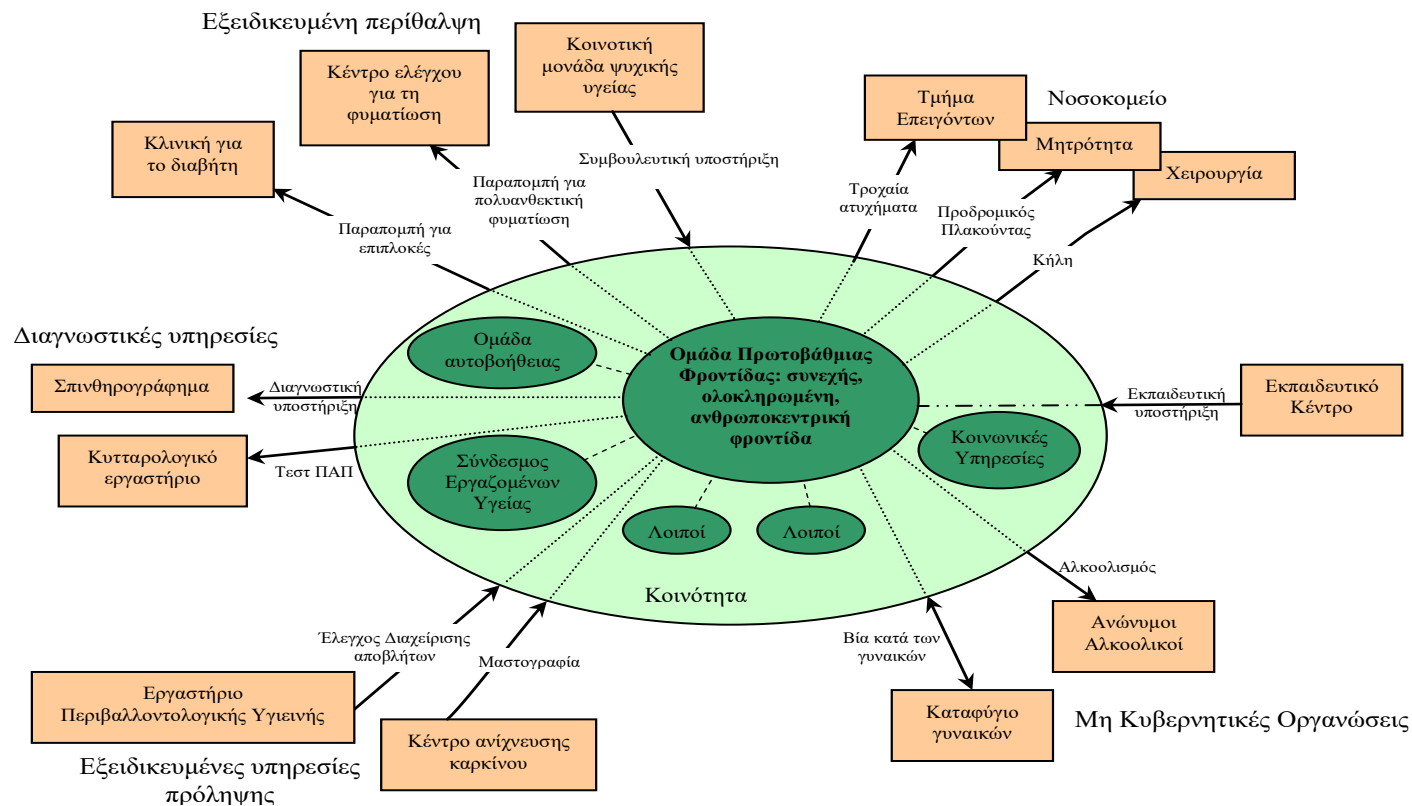 Εξειδικευμένη περίθαλψη
Κοινοτική
μονάδα ψυχικής
υγείας
Κέντρο ελέγχου
για τη
φυματίωση
Κλινική για
το διαβήτη
Τμήμα
Επειγόντων
Νοσοκομείο
Μητρότητα
Χειρουργία
Συμβουλευτική υποστήριξη
Παραπομπή για
πολυανθεκτική
φυματίωση
Παραπομπή για
επιπλοκές
Τροχαία
ατυχήματα
Προδρομικός
Πλακούντας
Κήλη
Διαγνωστικές υπηρεσίες
Σπινθηρογράφημα
Διαγνωστική
υποστήριξη
Κυτταρολογικό
εργαστήριο
Τεστ ΠΑΠ
Ομάδα
αυτοβοήθειας
Ομάδα Πρωτοβάθμιας
Φροντίδας: συνεχής,
ολοκληρωμένη,
ανθρωποκεντρική
φροντίδα
Σύνδεσμος
Εργαζομένων
Υγείας
Λοιποί
Λοιποί
Κοινωνικές
Υπηρεσίες
Εκπαιδευτική
υποστήριξη
Εκπαιδευτικό
Κέντρο
Κοινότητα
Αλκοολισμός
Ανώνυμοι
Αλκοολικοί
Έλεγχος Διαχείρισης
αποβλήτων
Μαστογραφία
Βία κατά των
γυναικών
Εργαστήριο
Περιβαλλοντολογικής Υγιεινής
Κέντρο ανίχνευσης
καρκίνου
Καταφύγιο
γυναικών
Μη Κυβερνητικές Οργανώσεις
Εξειδικευμένες υπηρεσίες
πρόληψης